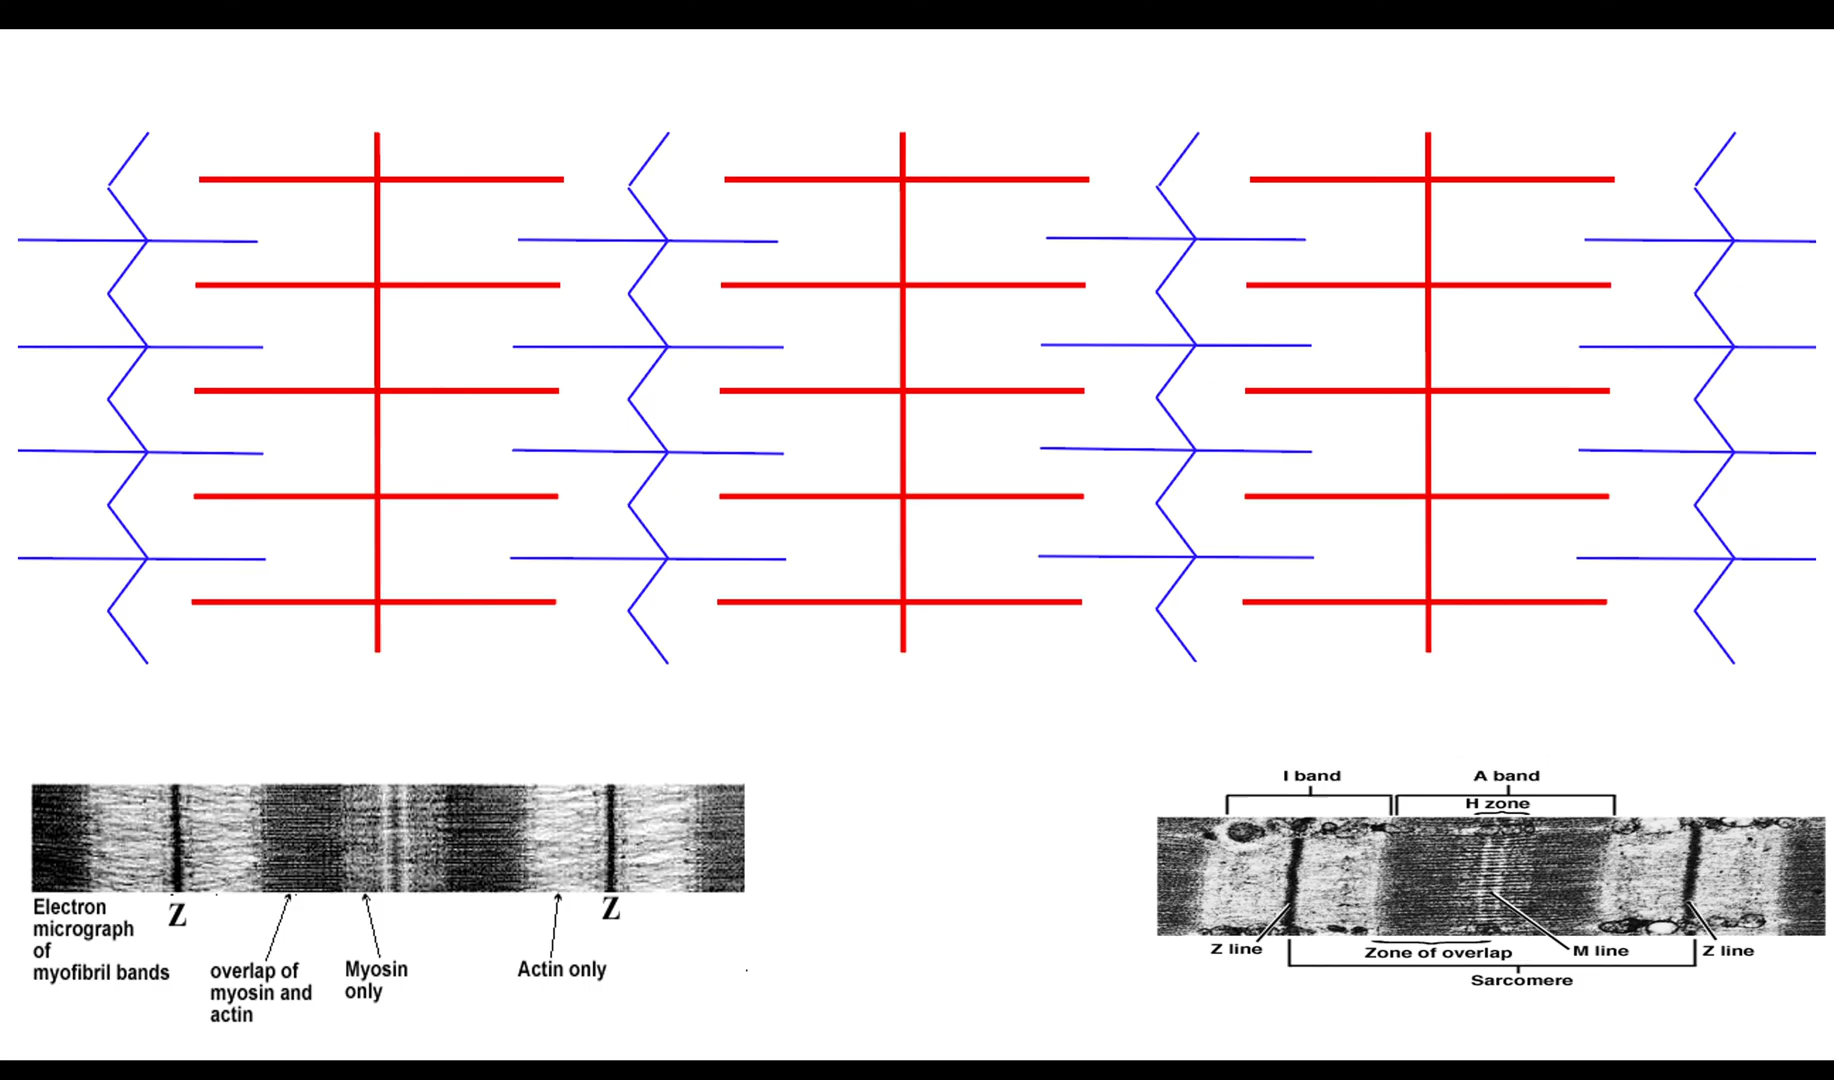 I band
A band
H zone
Z
Z
Electron
micrograph
of
myofibril bands
overlap of
myosin and
actin
Myosin
only
Actin only
Z line
Zone of overlap
M line
Z line
Sarcomere